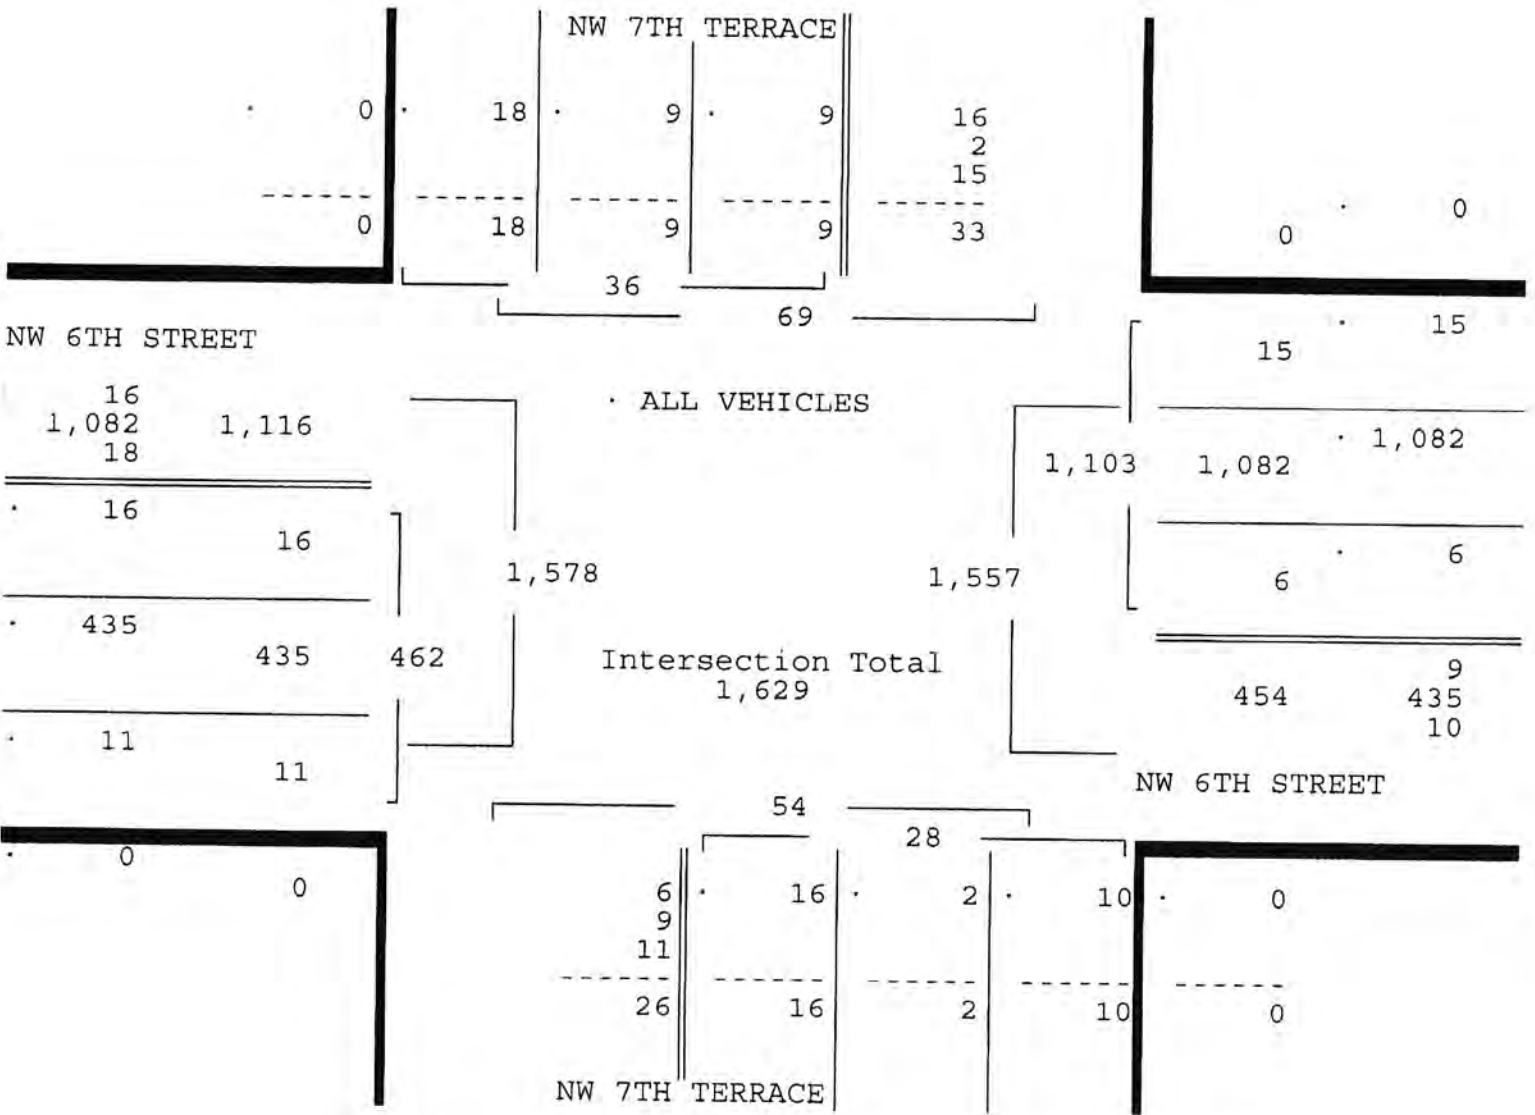 NW 7TH TERRACE
0 18 9 9 16
2
15
0 18 9 9 33
0
0
36
69
NW 6TH STREET
15
15
16
1,082 1,116
18
ALL VEHICLES
1,082
1,103 1,082
16
16
6
1,578 1,557 6
435
435 462
Intersection Total
1,629
9
454 435
10
11
11
NW 6TH STREET
54
28
0
0
6 16 2 10 0
9
11
26 16 2 10 0
NW 7TH TERRACE